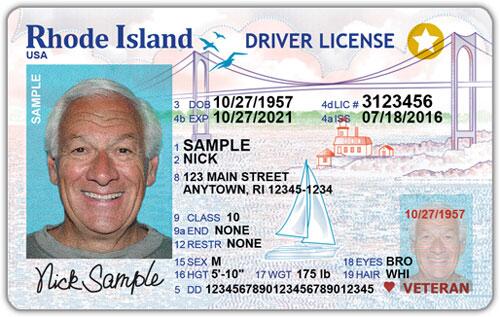 Rhode Island DRIVER LICENSE
USA
SAMPLE
3 DOB 10/27/1957 4d LIC # 3123456
4b EXP 10/27/2021 4a ISS 07/18/2016
1 SAMPLE
2 NICK
8 123 MAIN STREET
ANYTOWN, RI 12345-1234
9 CLASS 10
9a END NONE
12 RESTR NONE
10/27/1957
15 SEX M 18 EYES BRO
16 HGT 5'-10" 17 WGT 175 lb 19 HAIR WHI
5 DD 1234567890123456789012345 VETERAN
Nick Sample